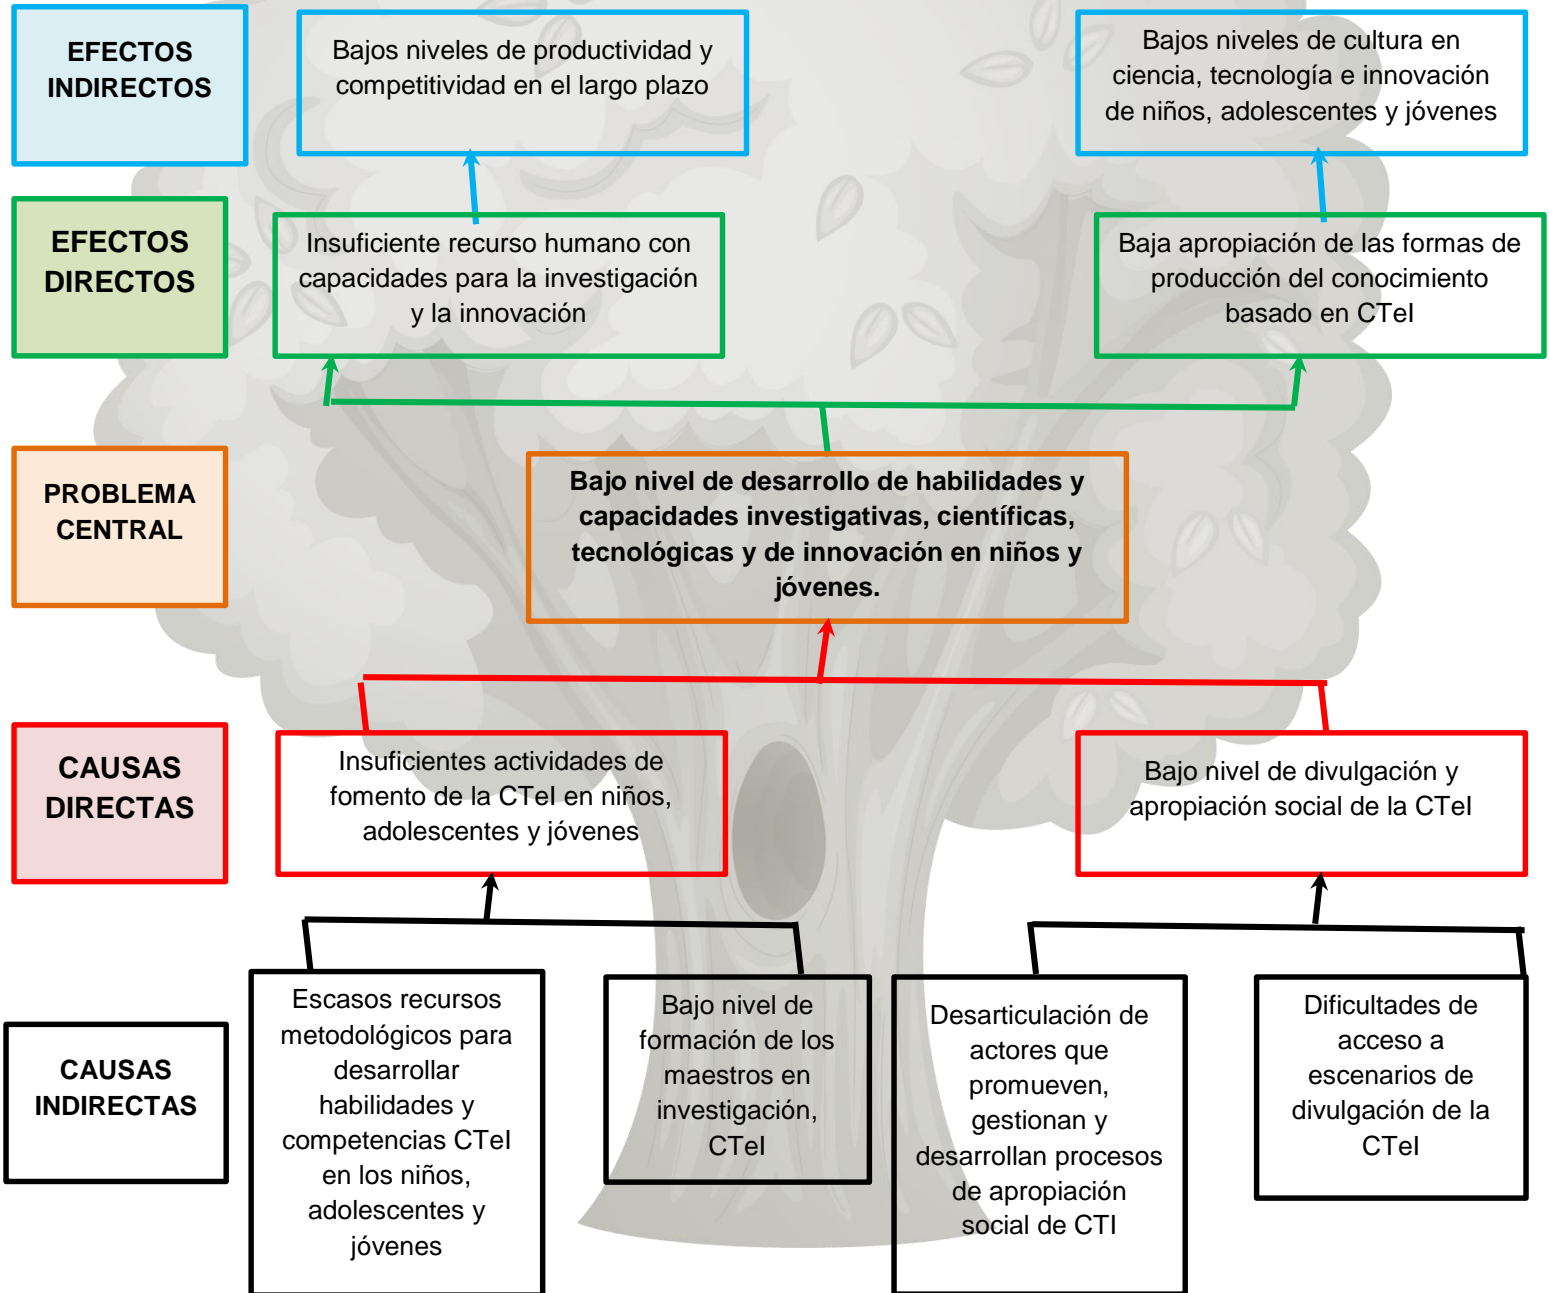 EFECTOS
INDIRECTOS
Bajos niveles de productividad y
competitividad en el largo plazo
Bajos niveles de cultura en
ciencia, tecnología e innovación
de niños, adolescentes y jóvenes
EFECTOS
DIRECTOS
Insuficiente recurso humano con
capacidades para la investigación
y la innovación
Baja apropiación de las formas de
producción del conocimiento
basado en CTeI
PROBLEMA
CENTRAL
Bajo nivel de desarrollo de habilidades y
capacidades investigativas, científicas,
tecnológicas y de innovación en niños y
jóvenes.
CAUSAS
DIRECTAS
Insuficientes actividades de
fomento de la CTeI en niños,
adolescentes y jóvenes
Bajo nivel de divulgación y
apropiación social de la CTeI
CAUSAS
INDIRECTAS
Escasos recursos
metodológicos para
desarrollar
habilidades y
competencias CTeI
en los niños,
adolescentes y
jóvenes
Bajo nivel de
formación de los
maestros en
investigación,
CTeI
Desarticulación de
actores que
promueven,
gestionan y
desarrollan procesos
de apropiación
social de CTI
Dificultades de
acceso a
escenarios de
divulgación de la
CTeI